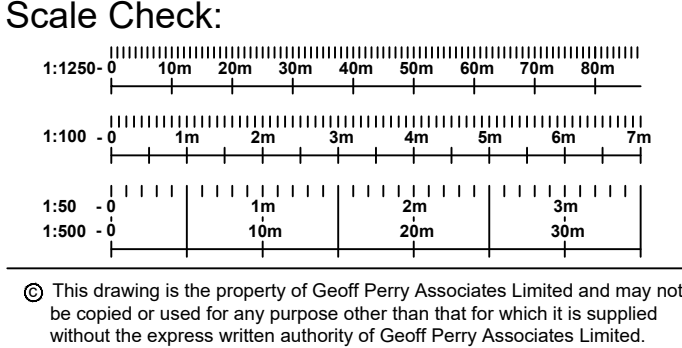 Scale Check:
1:1250- 0 10m 20m 30m 40m 50m 60m 70m 80m
1:100 - 0 1m 2m 3m 4m 5m 6m 7m
1:50 - 0 1m 2m 3m
1:500 - 0 10m 20m 30m
© This drawing is the property of Geoff Perry Associates Limited and may not
be copied or used for any purpose other than that for which it is supplied
without the express written authority of Geoff Perry Associates Limited.